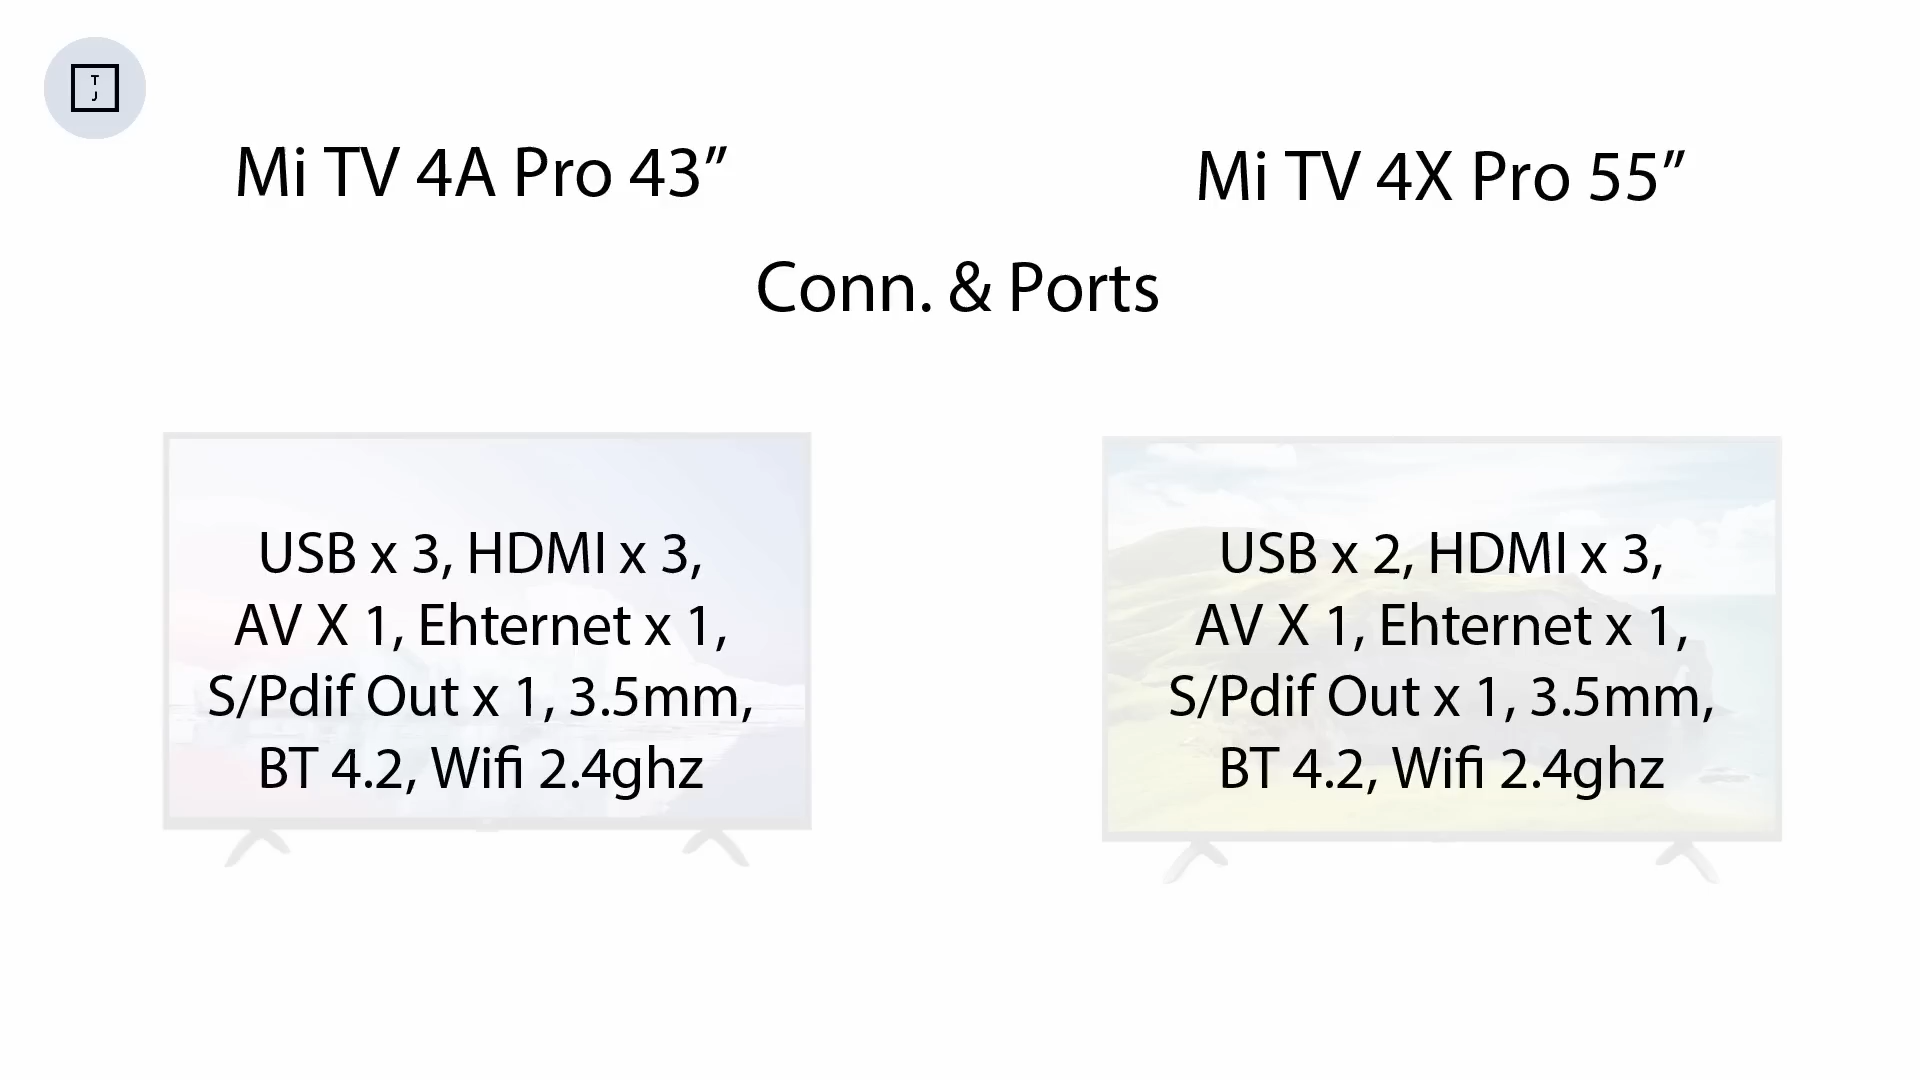 T
J
Mi TV 4A Pro 43”
Mi TV 4X Pro 55”
Conn. & Ports
USB x 3, HDMI x 3,
AV X 1, Ehternet x 1,
S/Pdif Out x 1, 3.5mm,
BT 4.2, Wifi 2.4ghz
USB x 2, HDMI x 3,
AV X 1, Ehternet x 1,
S/Pdif Out x 1, 3.5mm,
BT 4.2, Wifi 2.4ghz